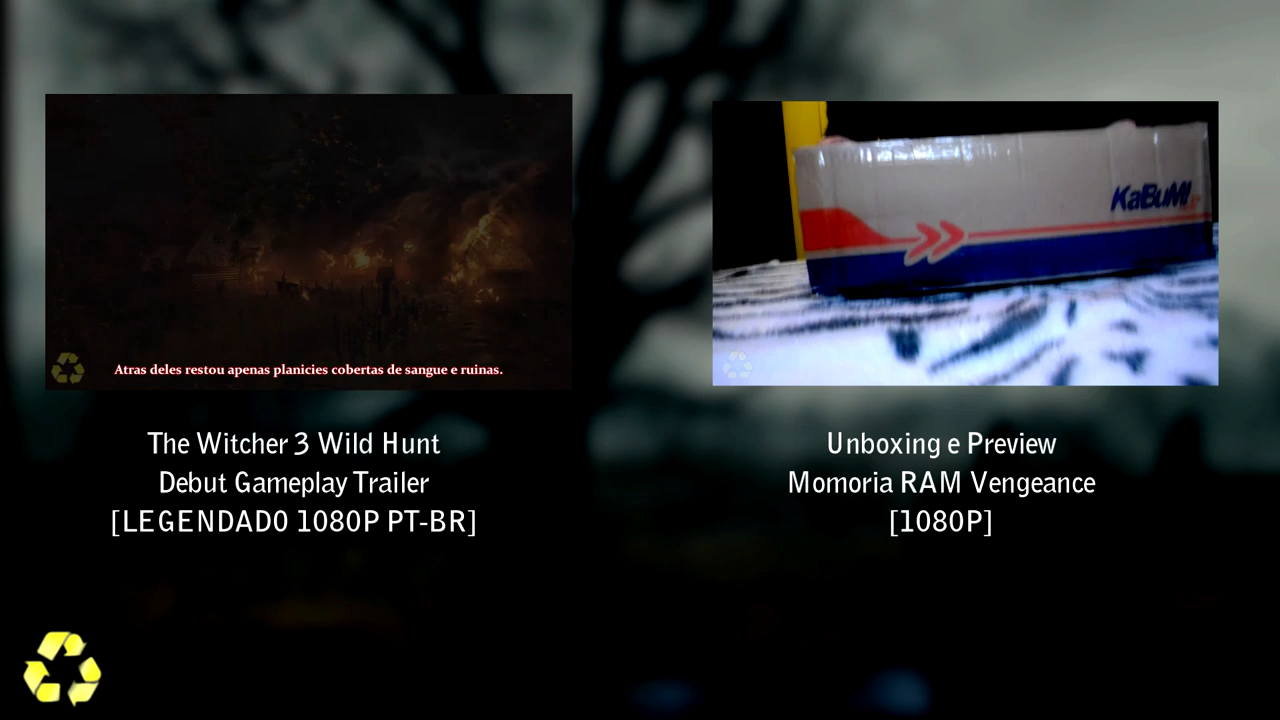 Atras deles restou apenas planicies cobertas de sangue e ruinas.
KaBuM!
The Witcher 3 Wild Hunt
Debut Gameplay Trailer
[LEGENDADO 1080P PT-BR]
Unboxing e Preview
Momoria RAM Vengeance
[1080P]